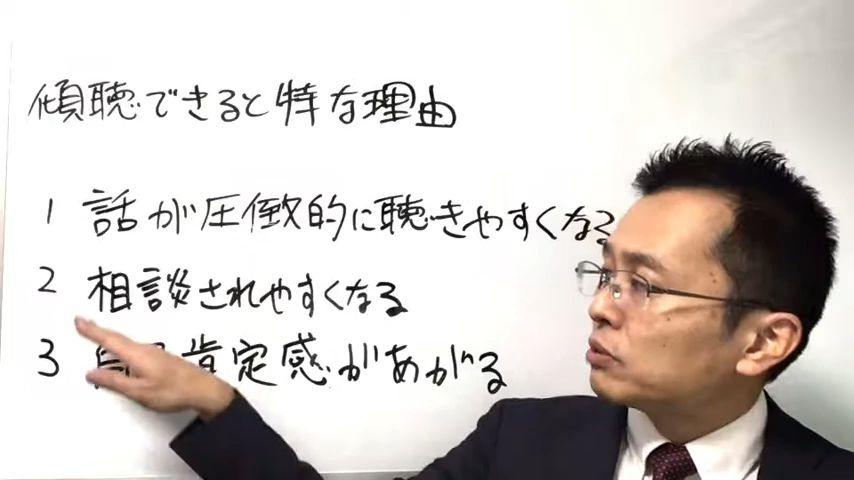 傾聴できると特な理由
1 話が圧倒的に聴きやすくなる
2 相談されやすくなる
3 肯定感があがる